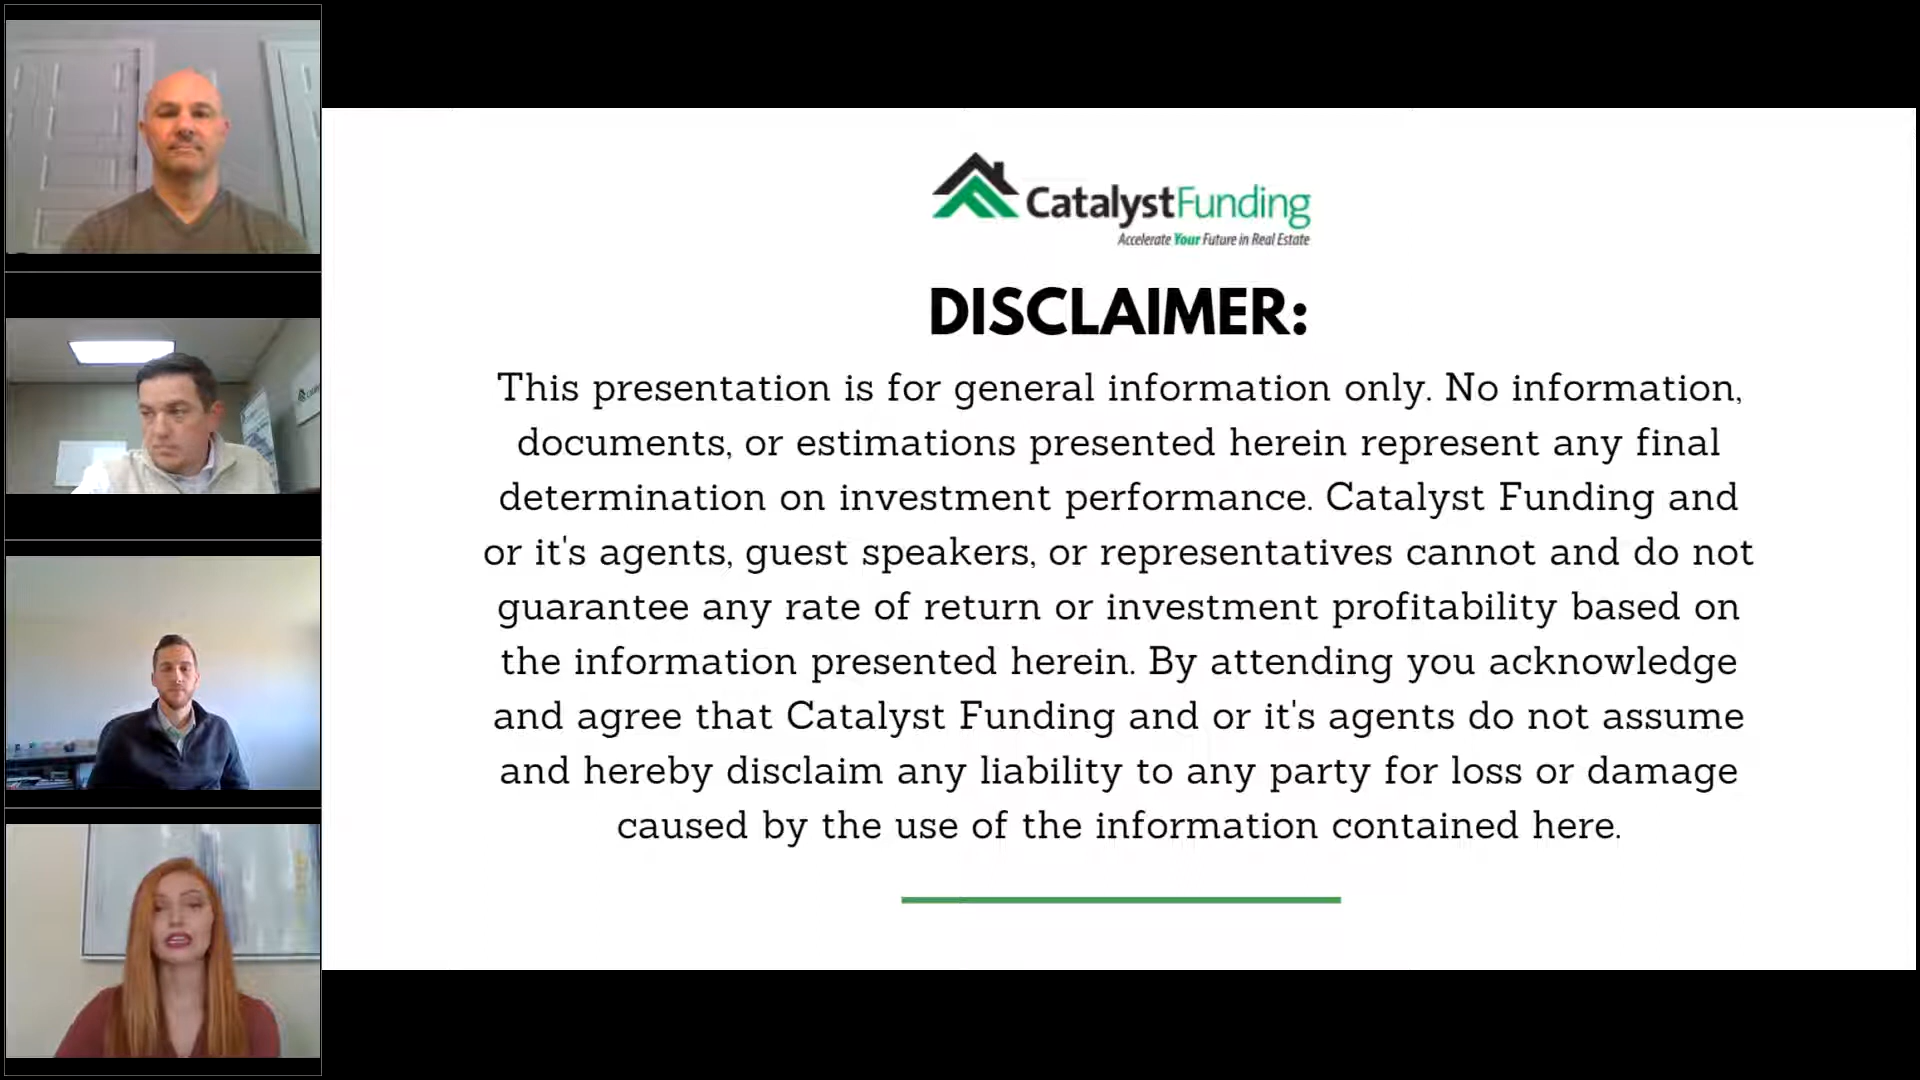 CatalystFunding
Accelerate Your Future in Real Estate
DISCLAIMER:
This presentation is for general information only. No information,
documents, or estimations presented herein represent any final
determination on investment performance. Catalyst Funding and
or it's agents, guest speakers, or representatives cannot and do not
guarantee any rate of return or investment profitability based on
the information presented herein. By attending you acknowledge
and agree that Catalyst Funding and or it's agents do not assume
and hereby disclaim any liability to any party for loss or damage
caused by the use of the information contained here.